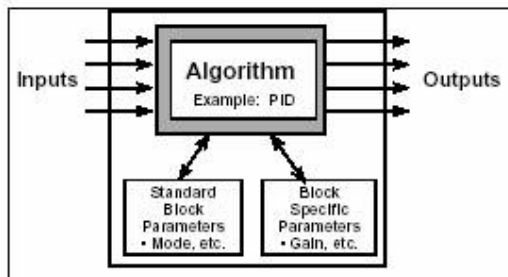 Inputs
Algorithm
Example: PID
Outputs
Standard
Block
Parameters
• Mode, etc.
Block
Specific
Parameters
• Gain, etc.